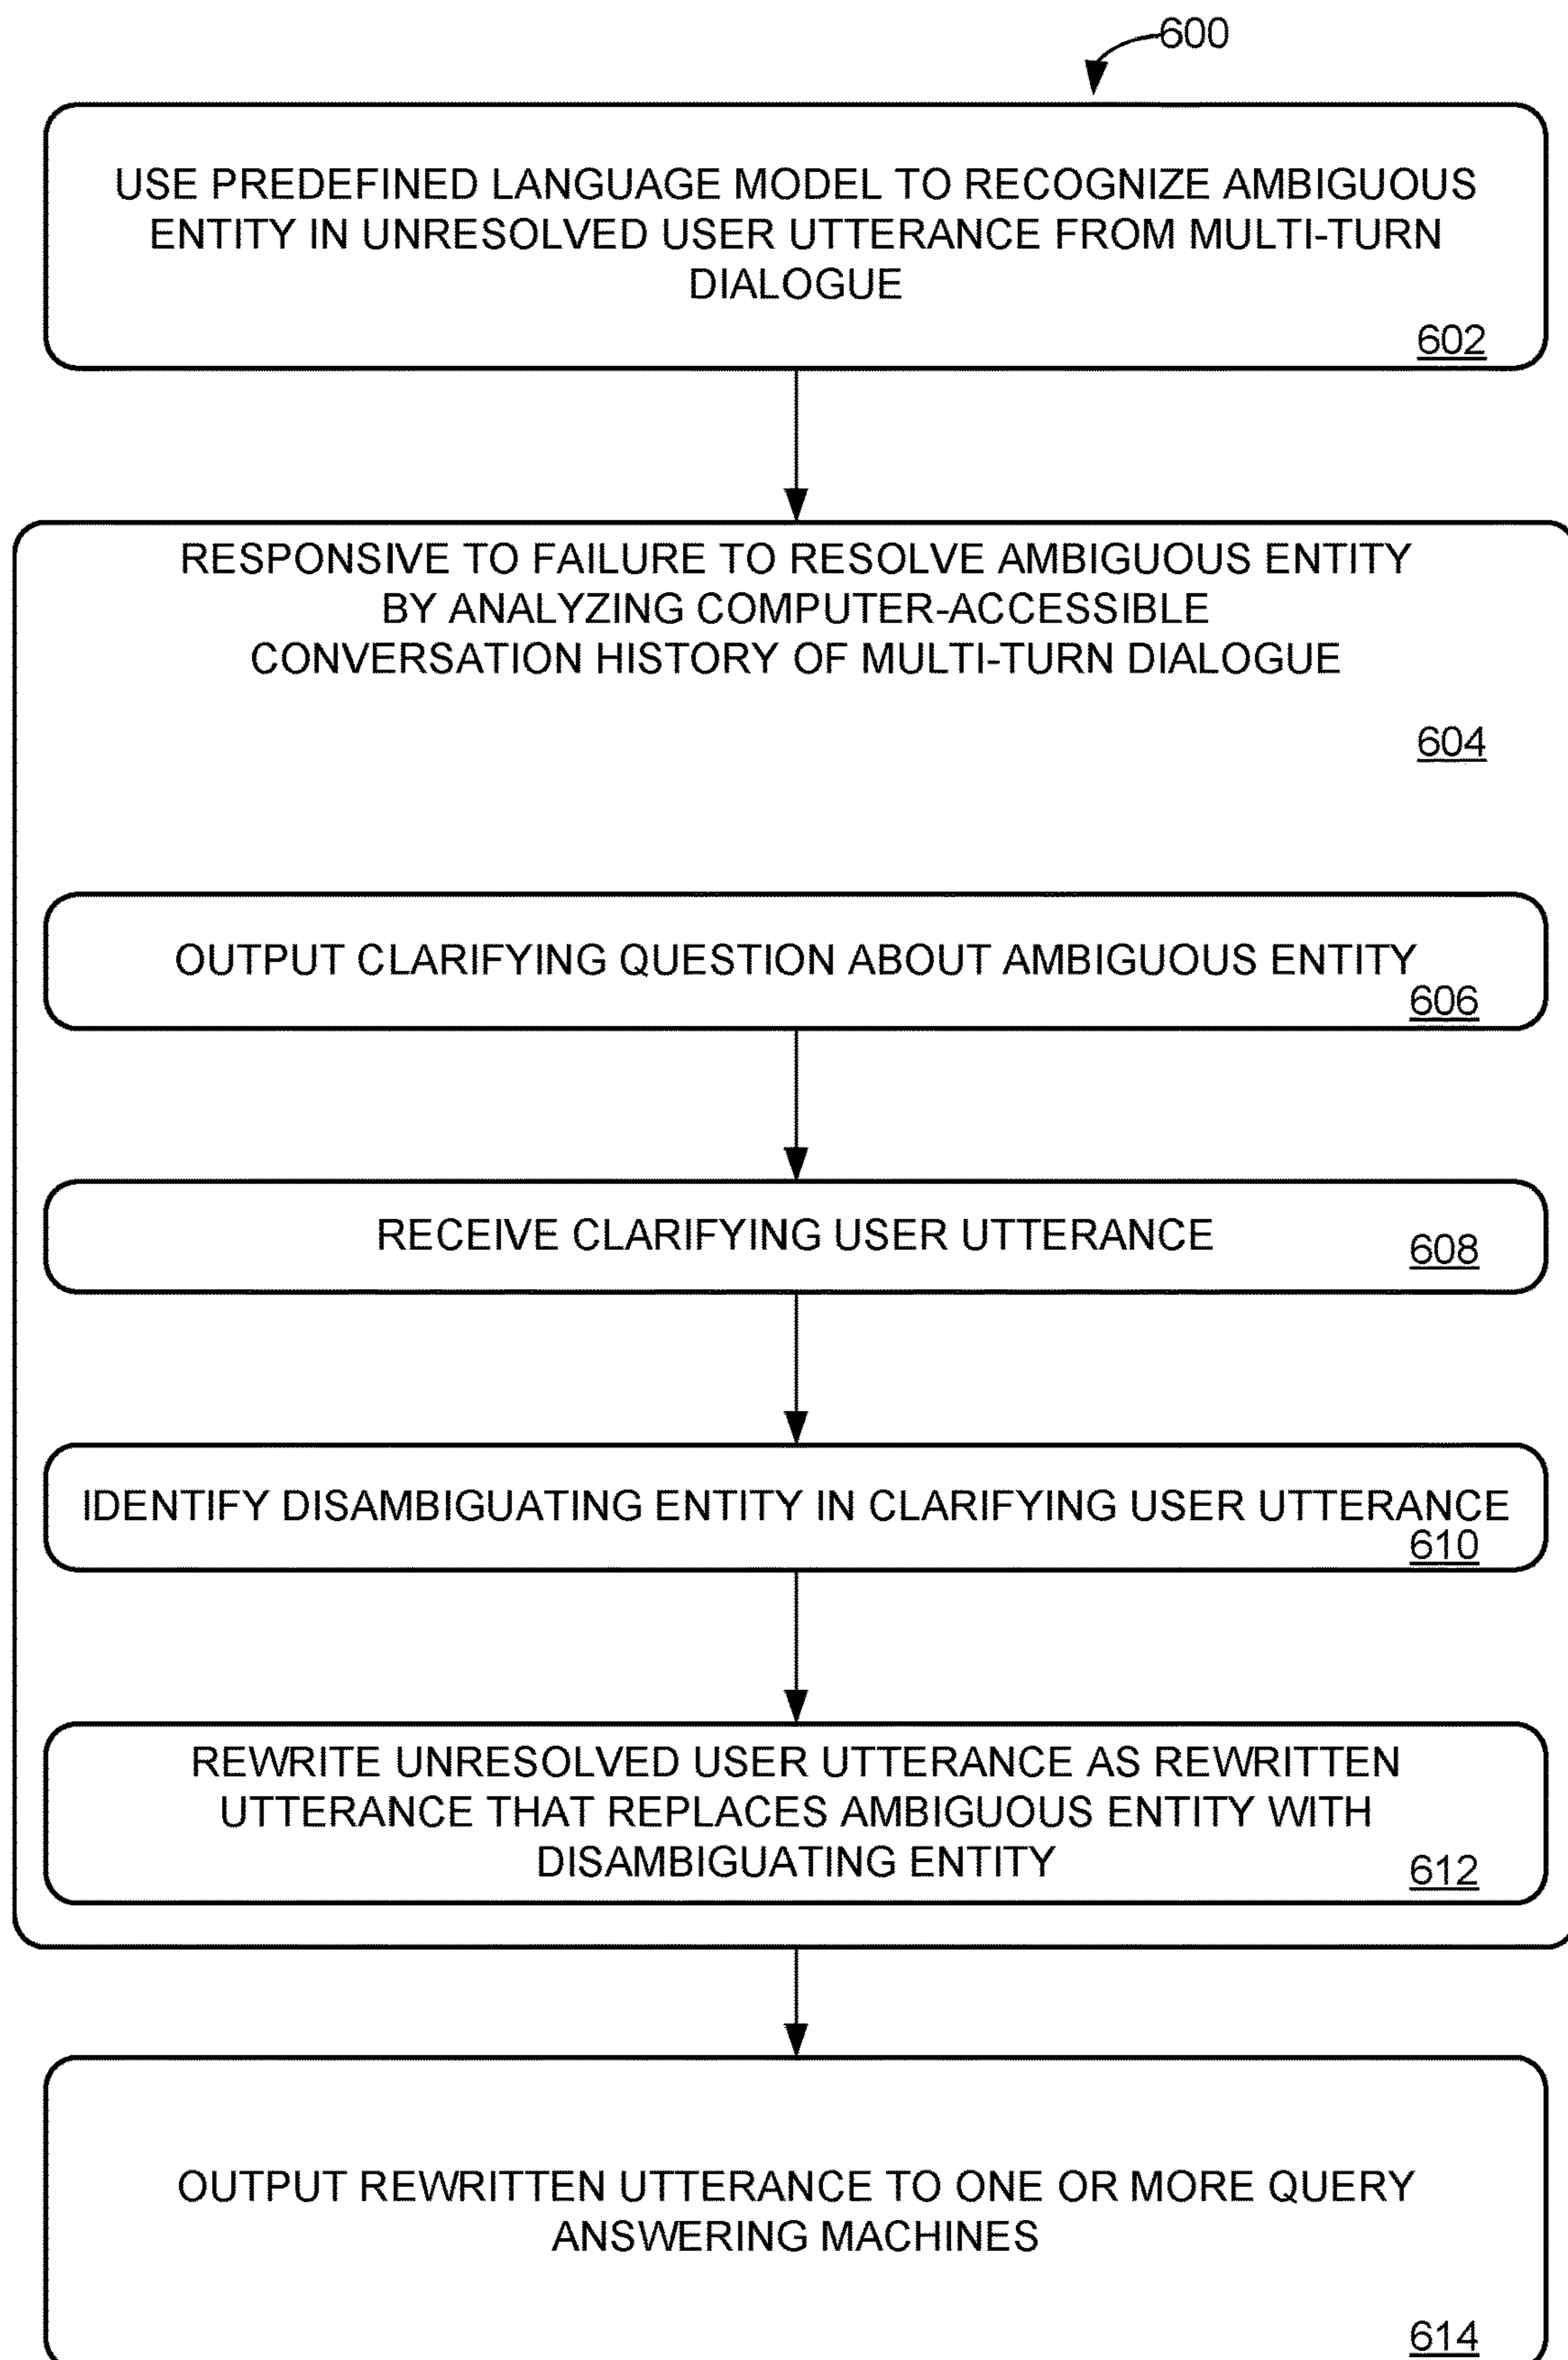 600
USE PREDEFINED LANGUAGE MODEL TO RECOGNIZE AMBIGUOUS
ENTITY IN UNRESOLVED USER UTTERANCE FROM MULTI-TURN
DIALOGUE
602
RESPONSIVE TO FAILURE TO RESOLVE AMBIGUOUS ENTITY
BY ANALYZING COMPUTER-ACCESSIBLE
CONVERSATION HISTORY OF MULTI-TURN DIALOGUE
604
OUTPUT CLARIFYING QUESTION ABOUT AMBIGUOUS ENTITY
606
RECEIVE CLARIFYING USER UTTERANCE
608
IDENTIFY DISAMBIGUATING ENTITY IN CLARIFYING USER UTTERANCE
610
REWRITE UNRESOLVED USER UTTERANCE AS REWRITTEN
UTTERANCE THAT REPLACES AMBIGUOUS ENTITY WITH
DISAMBIGUATING ENTITY
612
OUTPUT REWRITTEN UTTERANCE TO ONE OR MORE QUERY
ANSWERING MACHINES
614